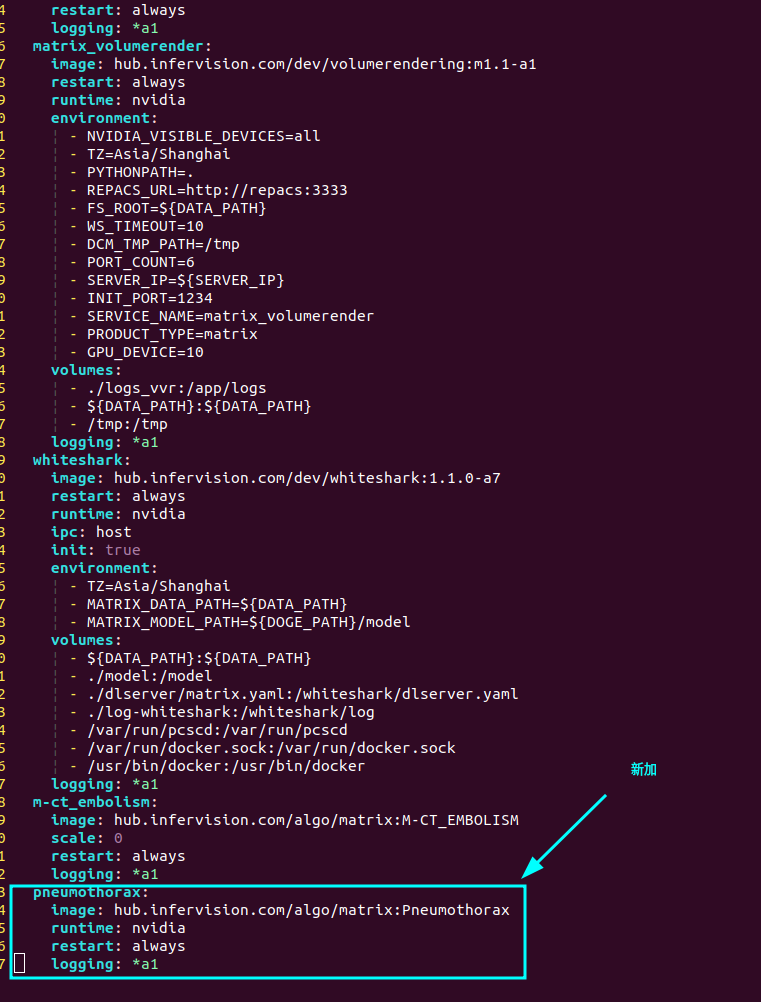 4     restart: always
5     logging: *a1
6   matrix_volumerender:
7     image: hub.infervision.com/dev/volumerendering:m1.1-a1
8     restart: always
9     runtime: nvidia
0     environment:
1     ¦ - NVIDIA_VISIBLE_DEVICES=all
2     ¦ - TZ=Asia/Shanghai
3     ¦ - PYTHONPATH=.
4     ¦ - REPACS_URL=http://repacs:3333
5     ¦ - FS_ROOT=${DATA_PATH}
6     ¦ - WS_TIMEOUT=10
7     ¦ - DCM_TMP_PATH=/tmp
8     ¦ - PORT_COUNT=6
9     ¦ - SERVER_IP=${SERVER_IP}
0     ¦ - INIT_PORT=1234
1     ¦ - SERVICE_NAME=matrix_volumerender
2     ¦ - PRODUCT_TYPE=matrix
3     ¦ - GPU_DEVICE=10
4     volumes:
5     ¦ - ./logs_vvr:/app/logs
6     ¦ - ${DATA_PATH}:${DATA_PATH}
7     ¦ - /tmp:/tmp
8     logging: *a1
9   whiteshark:
0     image: hub.infervision.com/dev/whiteshark:1.1.0-a7
1     restart: always
2     runtime: nvidia
3     ipc: host
4     init: true
5     environment:
6     ¦ - TZ=Asia/Shanghai
7     ¦ - MATRIX_DATA_PATH=${DATA_PATH}
8     ¦ - MATRIX_MODEL_PATH=${DOGE_PATH}/model
9     volumes:
0     ¦ - ${DATA_PATH}:${DATA_PATH}
1     ¦ - ./model:/model
2     ¦ - ./dlserver/matrix.yaml:/whiteshark/dlserver.yaml
3     ¦ - ./log-whiteshark:/whiteshark/log
4     ¦ - /var/run/pcscd:/var/run/pcscd
5     ¦ - /var/run/docker.sock:/var/run/docker.sock
6     ¦ - /usr/bin/docker:/usr/bin/docker
新加
7     logging: *a1
8   m-ct_embolism:
9     image: hub.infervision.com/algo/matrix:M-CT_EMBOLISM
0     scale: 0
1     restart: always
2     logging: *a1
3   pneumothorax:
4     image: hub.infervision.com/algo/matrix:Pneumothorax
5     runtime: nvidia
6     restart: always
7     logging: *a1